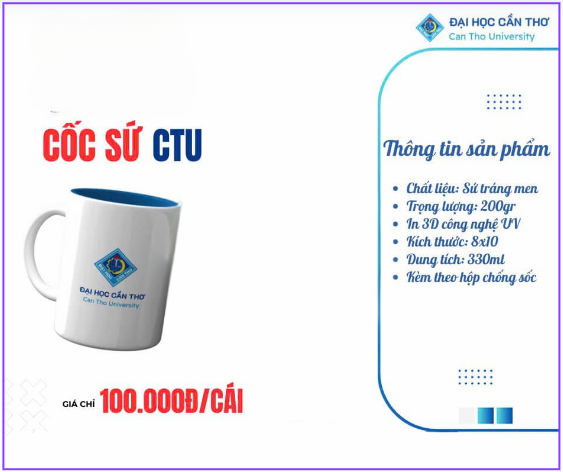 ĐẠI HỌC CẦN THƠ
Can Tho University
CỐC SỨ CTU
Thông tin sản phẩm
Chất liệu: Sứ tráng men
Trọng lượng: 200gr
In 3D công nghệ UV
Kích thước: 8x10
Dung tích: 330ml
Kèm theo hộp chống sốc
ĐẠI HỌC CẦN THƠ
Can Tho University
GIÁ CHỈ 100.000Đ/CÁI